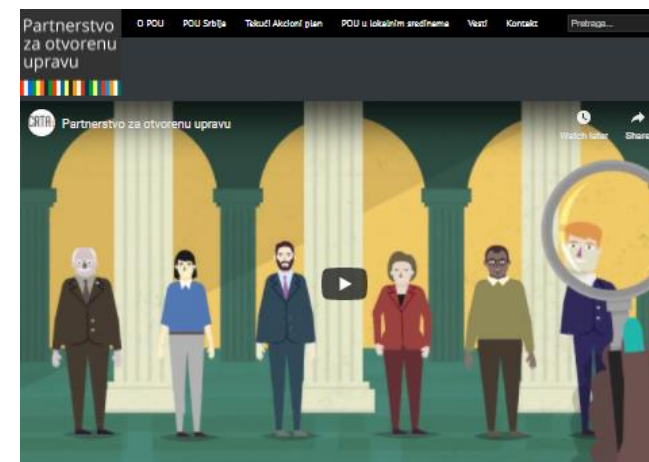 Partnerstvo
za otvorenu
upravu
O POU POU Srbija Tekući Akcioni plan POU u lokalnim sredinama Vesti Kontakt Pretraga...
CRTA: Partnerstvo za otvorenu upravu
Watch later Share